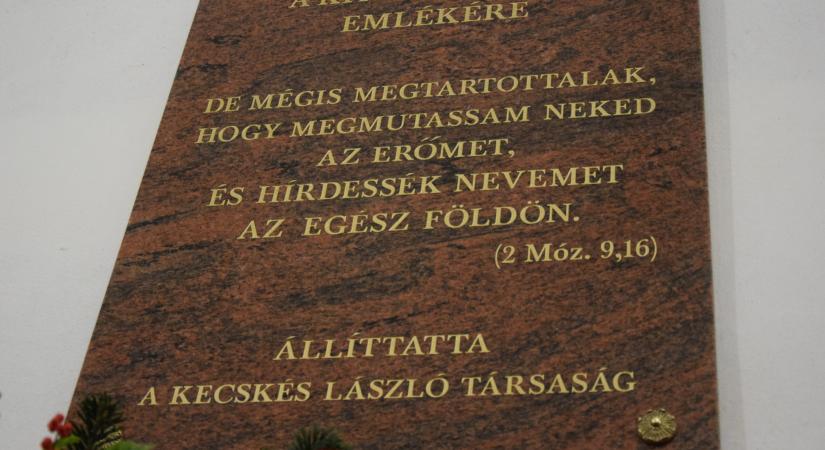 A
EMLÉKÉRE
DE MÉGIS MEGTARTOTTALAK,
HOGY MEGMUTASSAM NEKED
AZ ERŐMET,
ÉS HÍRDESSÉK NEVEMET
AZ EGÉSZ FÖLDÖN.
(2 Móz. 9,16)
ÁLLÍTTATTA
A KECSKÉS LÁSZLÓ TÁRSASÁG